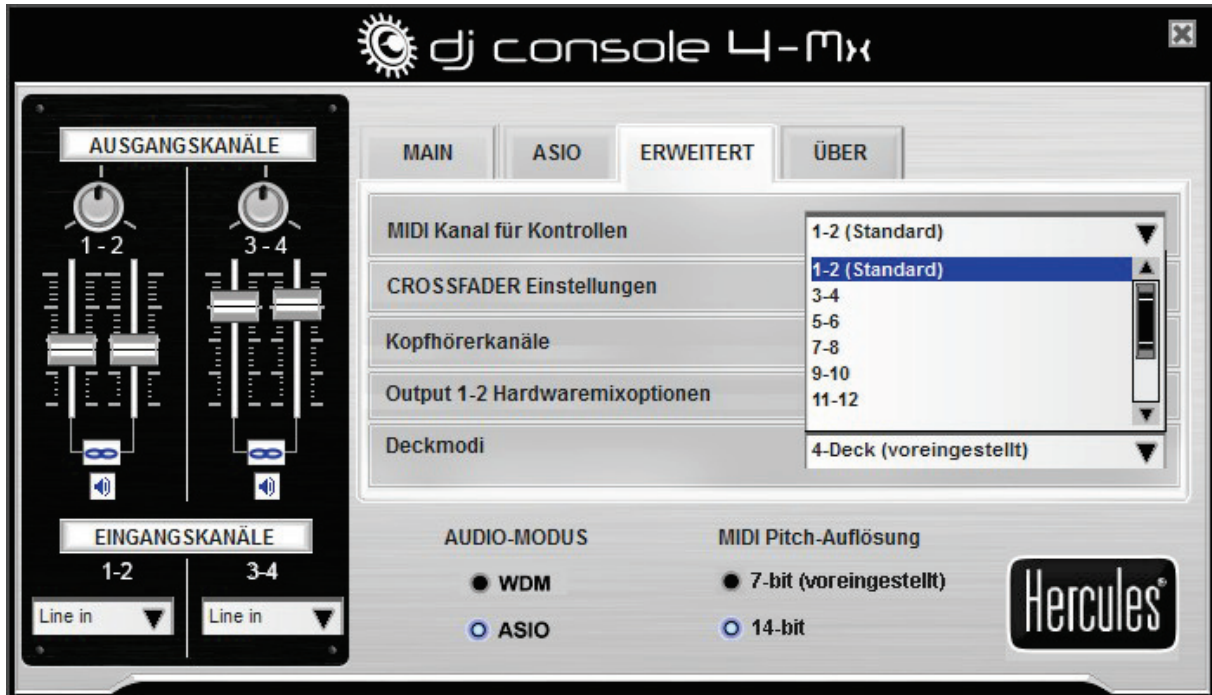 dj console 4-Mx
AUSGANGSKANÄLE
1 - 2
3 - 4
EINGANGSKANÄLE
1-2
3-4
Line in
Line in
MAIN
ASIO
ERWEITERT
ÜBER
MIDI Kanal für Kontrollen
1-2 (Standard)
1-2 (Standard)
3-4
5-6
7-8
9-10
11-12
CROSSFADER Einstellungen
Kopfhörerkanäle
Output 1-2 Hardwaremixoptionen
Deckmodi
4-Deck (voreingestellt)
AUDIO-MODUS
WDM
ASIO
MIDI Pitch-Auflösung
7-bit (voreingestellt)
14-bit
Hercules